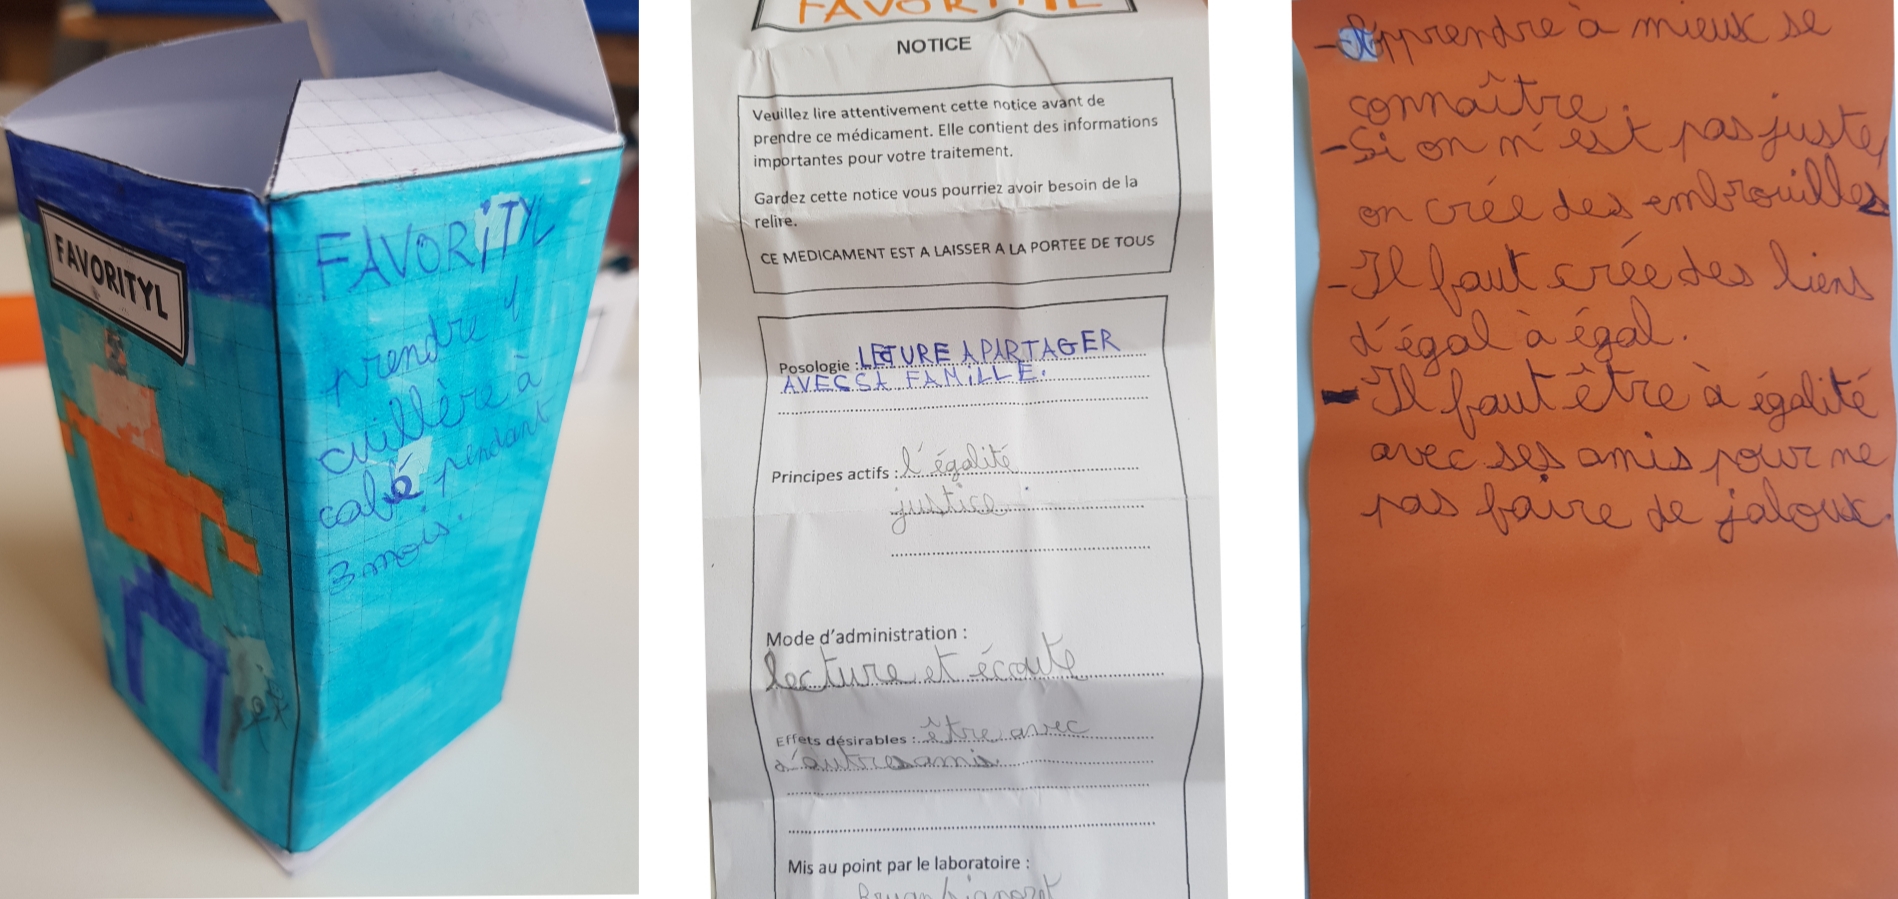 FAVORITYL
FAVORITYL
prendre 1
cuillère à
café pendant
3 mois.
FAVORITYL
NOTICE
Veuillez lire attentivement cette notice avant de
prendre ce médicament. Elle contient des informations
importantes pour votre traitement.
Gardez cette notice vous pourriez avoir besoin de la
relire.
CE MEDICAMENT EST A LAISSER A LA PORTEE DE TOUS
Posologie : LECTURE A PARTAGER
AVEC SA FAMILLE.
Principes actifs : l'égalité
justice
Mode d'administration :
lecture et écoute
Effets désirables : être avec
d'autres amis.
Mis au point par le laboratoire :
- Apprendre à mieux se
connaître.
- Si on n'est pas juste,
on crée des embrouilles
- Il faut crée des liens
d'égal à égal.
- Il faut être à égalité
avec ses amis pour ne
pas faire de jaloux.